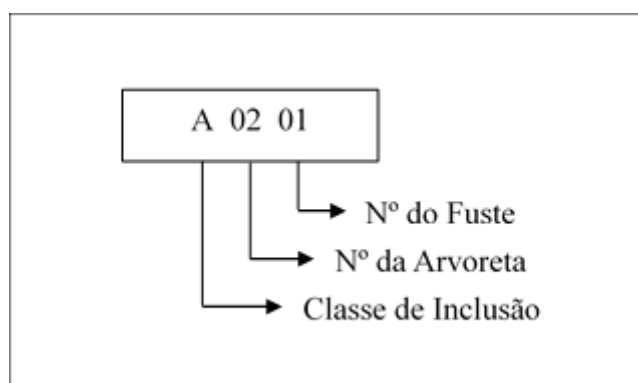 A 02 01
Nº do Fuste
Nº da Arvoreta
Classe de Inclusão